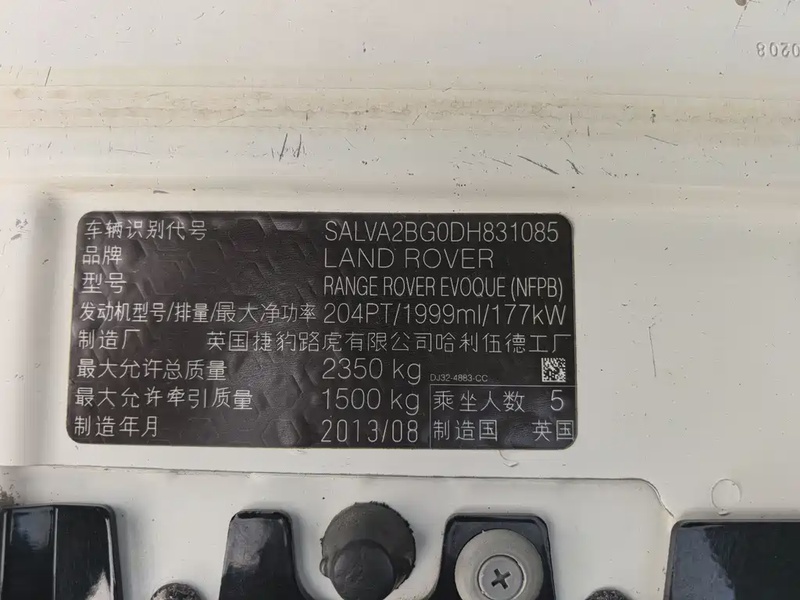 0208
车辆识别代号 SALVA2BG0DH831085
品牌 LAND ROVER
型号 RANGE ROVER EVOQUE (NFPB)
发动机型号/排量/最大净功率 204PT/1999ml/177kW
制造厂 英国捷豹路虎有限公司哈利伍德工厂
最大允许总质量 2350 kg DJ32-4883-CC
最大允许牵引质量 1500 kg 乘坐人数 5
制造年月 2013/08 制造国 英国